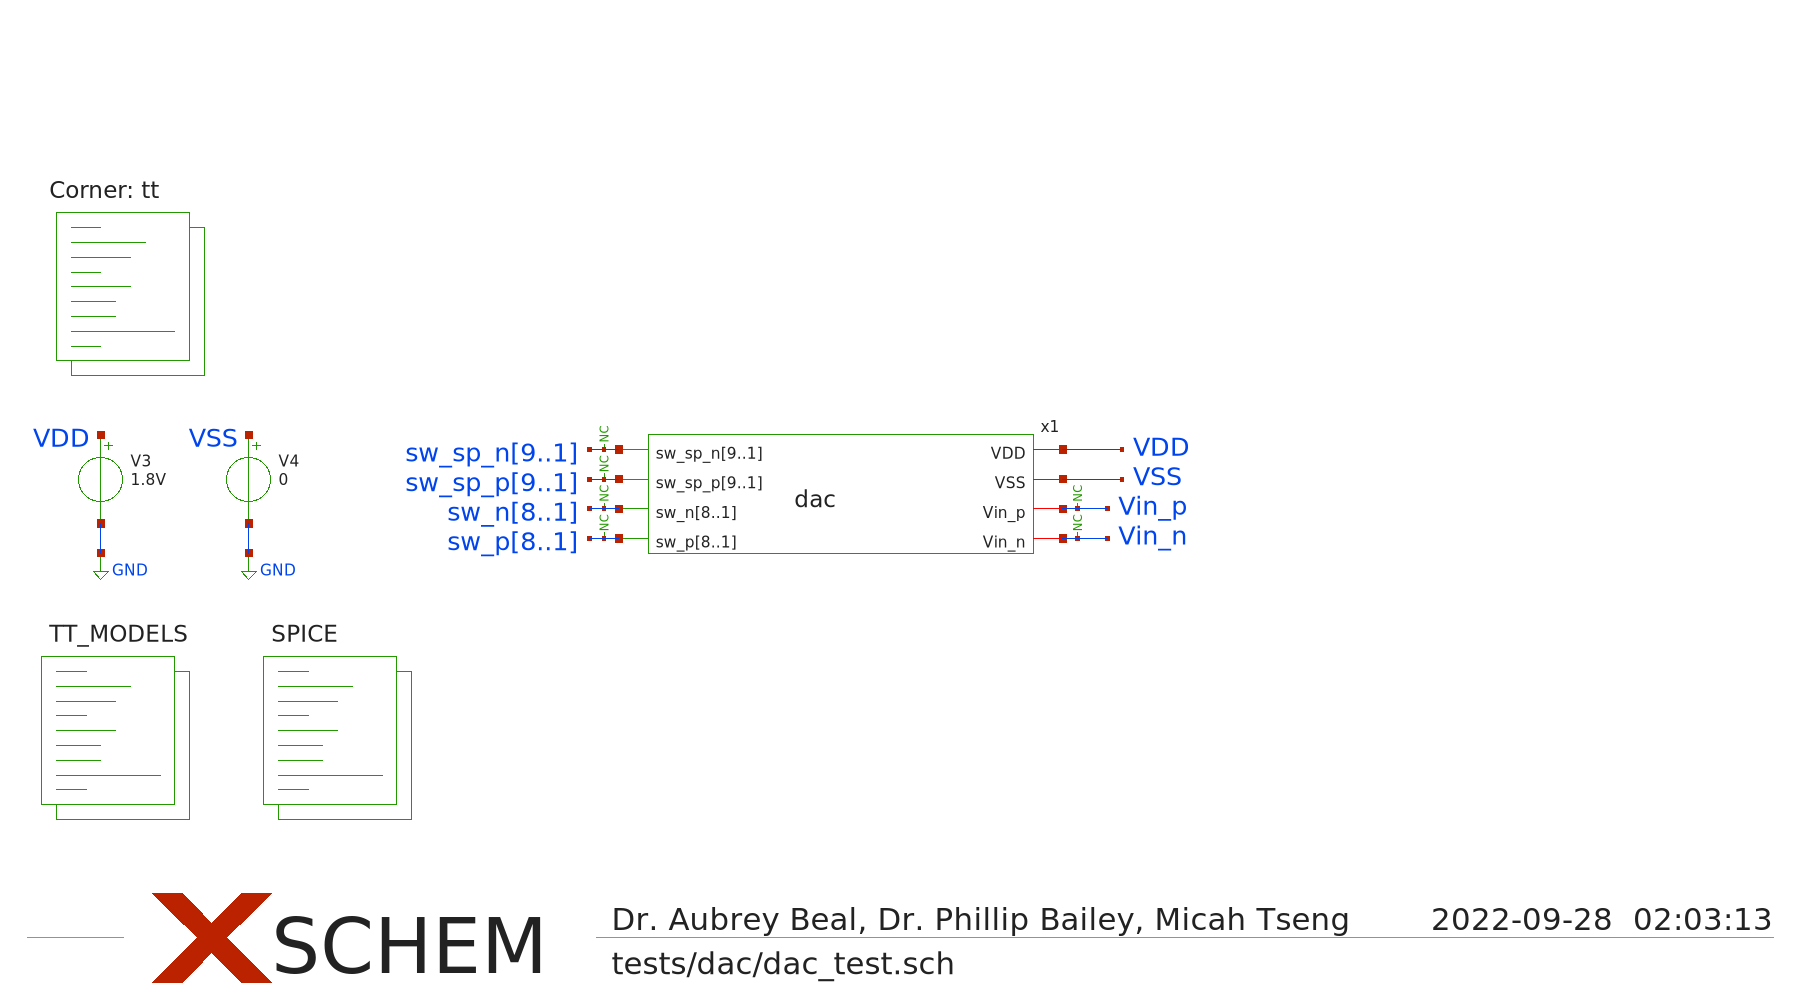 Corner: tt
VDD
+
V3
1.8V
GND
VSS
+
V4
0
GND
sw_sp_n[9..1]
sw_sp_p[9..1]
sw_n[8..1]
sw_p[8..1]
NC
NC
NC
NC
x1
sw_sp_n[9..1]
sw_sp_p[9..1]
sw_n[8..1]
sw_p[8..1]
dac
VDD
VSS
Vin_p
Vin_n
NC
NC
VDD
VSS
Vin_p
Vin_n
TT_MODELS
SPICE
XSCHEM
Dr. Aubrey Beal, Dr. Phillip Bailey, Micah Tseng
2022-09-28 02:03:13
tests/dac/dac_test.sch